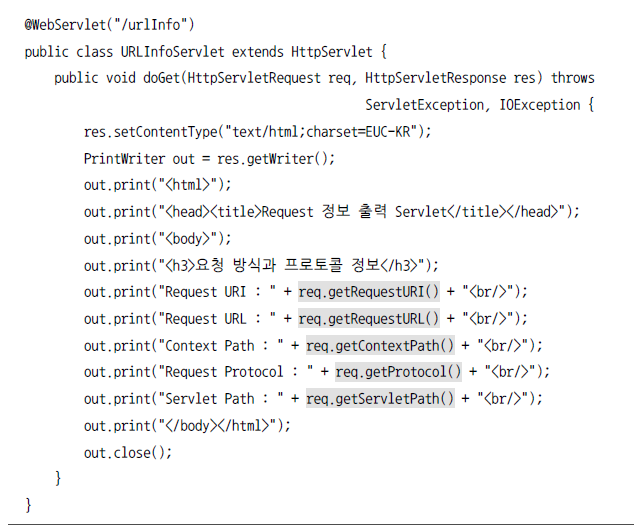 @WebServlet("/urlInfo")
public class URLInfoServlet extends HttpServlet {
public void doGet(HttpServletRequest req, HttpServletResponse res) throws
ServletException, IOException {
res.setContentType("text/html;charset=EUC-KR");
PrintWriter out = res.getWriter();
out.print("<html>");
out.print("<head><title>Request 정보 출력 Servlet</title></head>");
out.print("<body>");
out.print("<h3>요청 방식과 프로토콜 정보</h3>");
out.print("Request URI : " + req.getRequestURI() + "<br/>");
out.print("Request URL : " + req.getRequestURL() + "<br/>");
out.print("Context Path : " + req.getContextPath() + "<br/>");
out.print("Request Protocol : " + req.getProtocol() + "<br/>");
out.print("Servlet Path : " + req.getServletPath() + "<br/>");
out.print("</body></html>");
out.close();
}
}